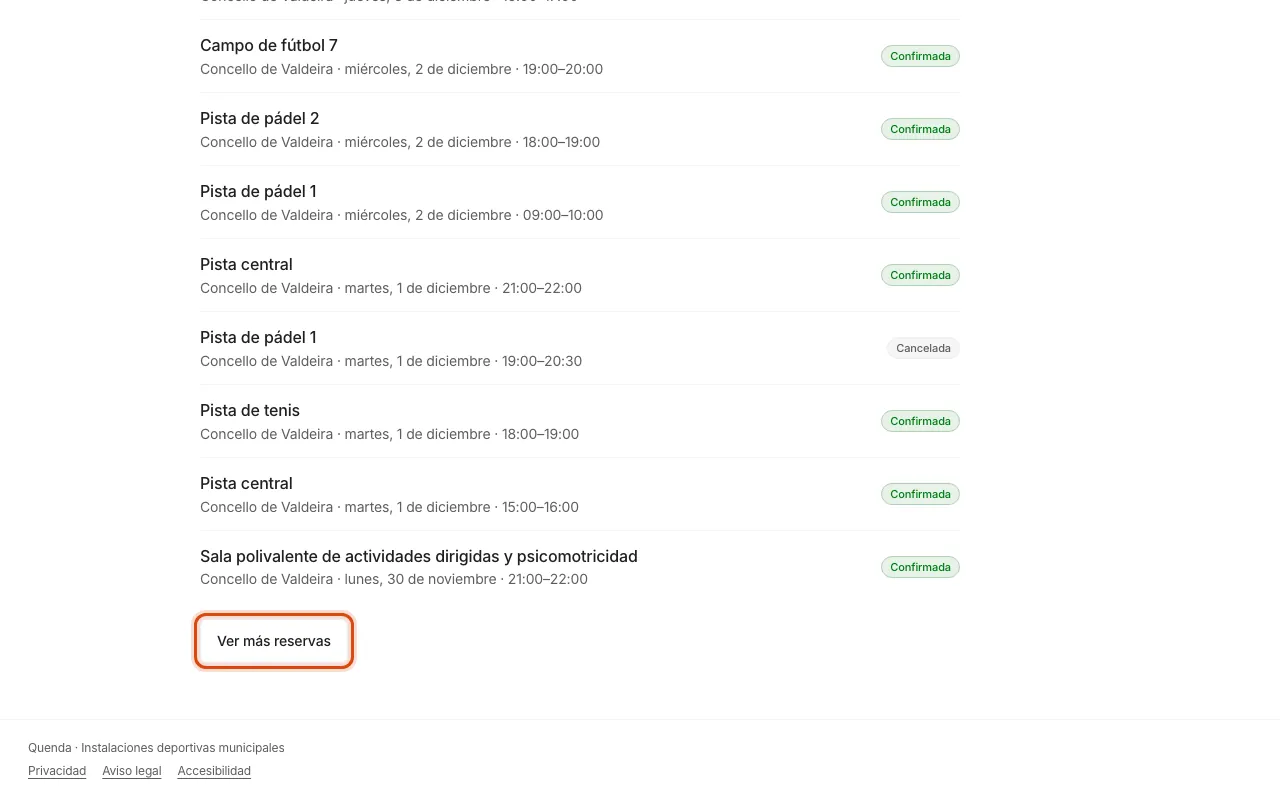 Campo de fútbol 7
Concello de Valdeira · miércoles, 2 de diciembre · 19:00–20:00
Confirmada
Pista de pádel 2
Concello de Valdeira · miércoles, 2 de diciembre · 18:00–19:00
Confirmada
Pista de pádel 1
Concello de Valdeira · miércoles, 2 de diciembre · 09:00–10:00
Confirmada
Pista central
Concello de Valdeira · martes, 1 de diciembre · 21:00–22:00
Confirmada
Pista de pádel 1
Concello de Valdeira · martes, 1 de diciembre · 19:00–20:30
Cancelada
Pista de tenis
Concello de Valdeira · martes, 1 de diciembre · 18:00–19:00
Confirmada
Pista central
Concello de Valdeira · martes, 1 de diciembre · 15:00–16:00
Confirmada
Sala polivalente de actividades dirigidas y psicomotricidad
Concello de Valdeira · lunes, 30 de noviembre · 21:00–22:00
Confirmada
Ver más reservas
Quenda · Instalaciones deportivas municipales
Privacidad Aviso legal Accesibilidad